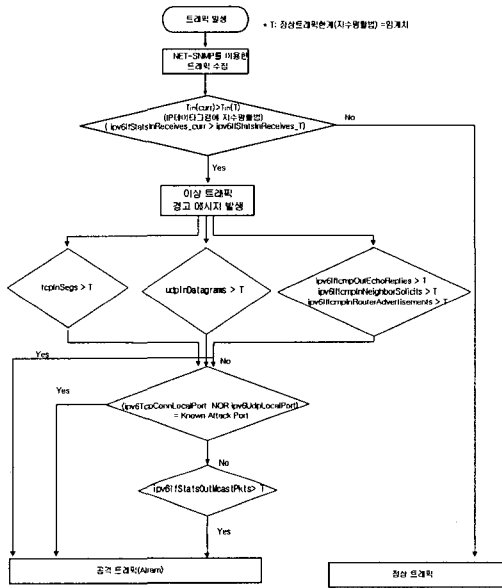 트래픽 발생
* T: 정상트래픽한계(지수평활법) =임계치
NET-SNMP를 이용한
트래픽 수집
Tin(curr)>Tin(T)
(IP데이타그램에 지수평활법)
( ipv6IfStatsInReceives_curr > ipv6IfStatsInReceives_T)
No
Yes
이상 트래픽
경고 메시지 발생
tcpInSegs > T
udpInDatagrams > T
ipv6IfIcmpOutEchoReplies > T
ipv6IfIcmpInNeighborSolicits > T
ipv6IfIcmpInRouterAdvertisements > T
Yes
No
Yes
(ipv6TcpConnLocalPort NOR ipv6UdpLocalPort)
= Known Attack Port
No
ipv6IfStatsOutMcastPkts> T
Yes
공격 트래픽(Alram)
정상 트래픽